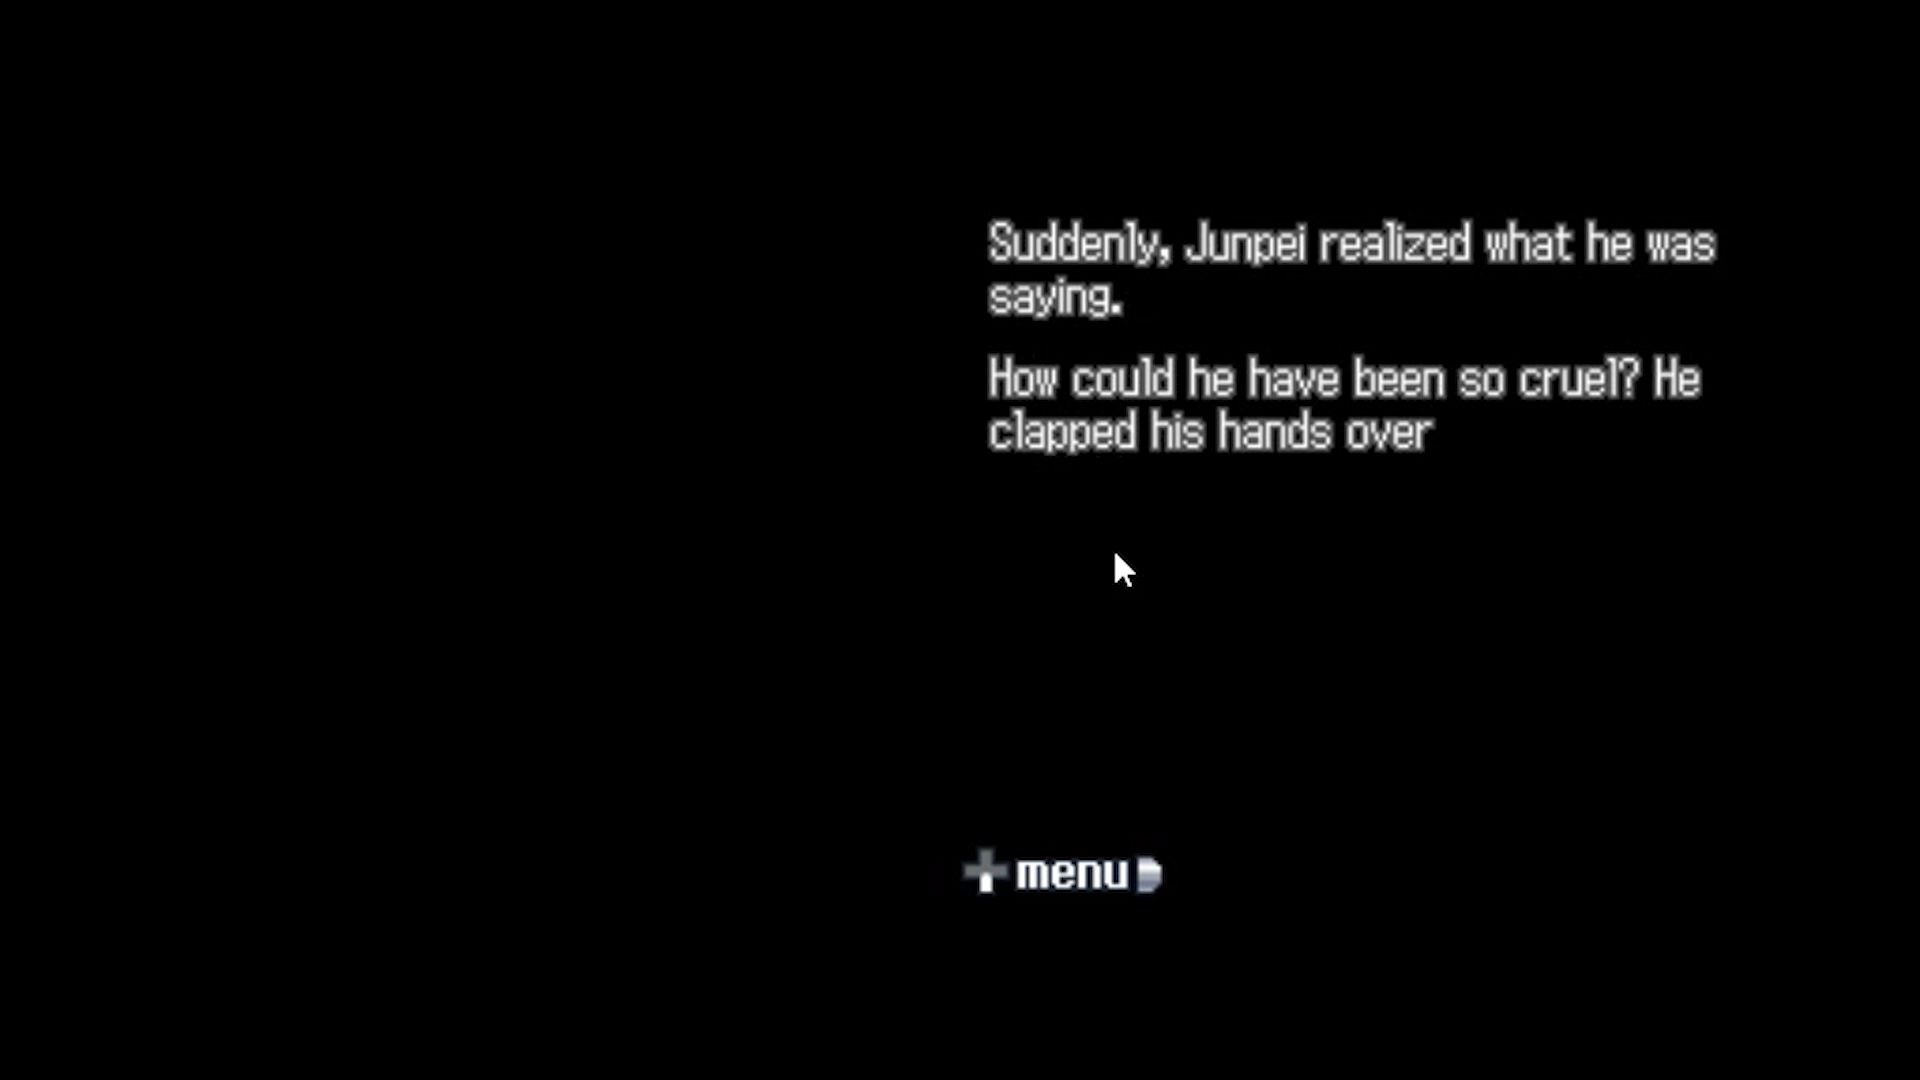 Suddenly, Junpei realized what he was
saying.
How could he have been so cruel? He
clapped his hands over
menu